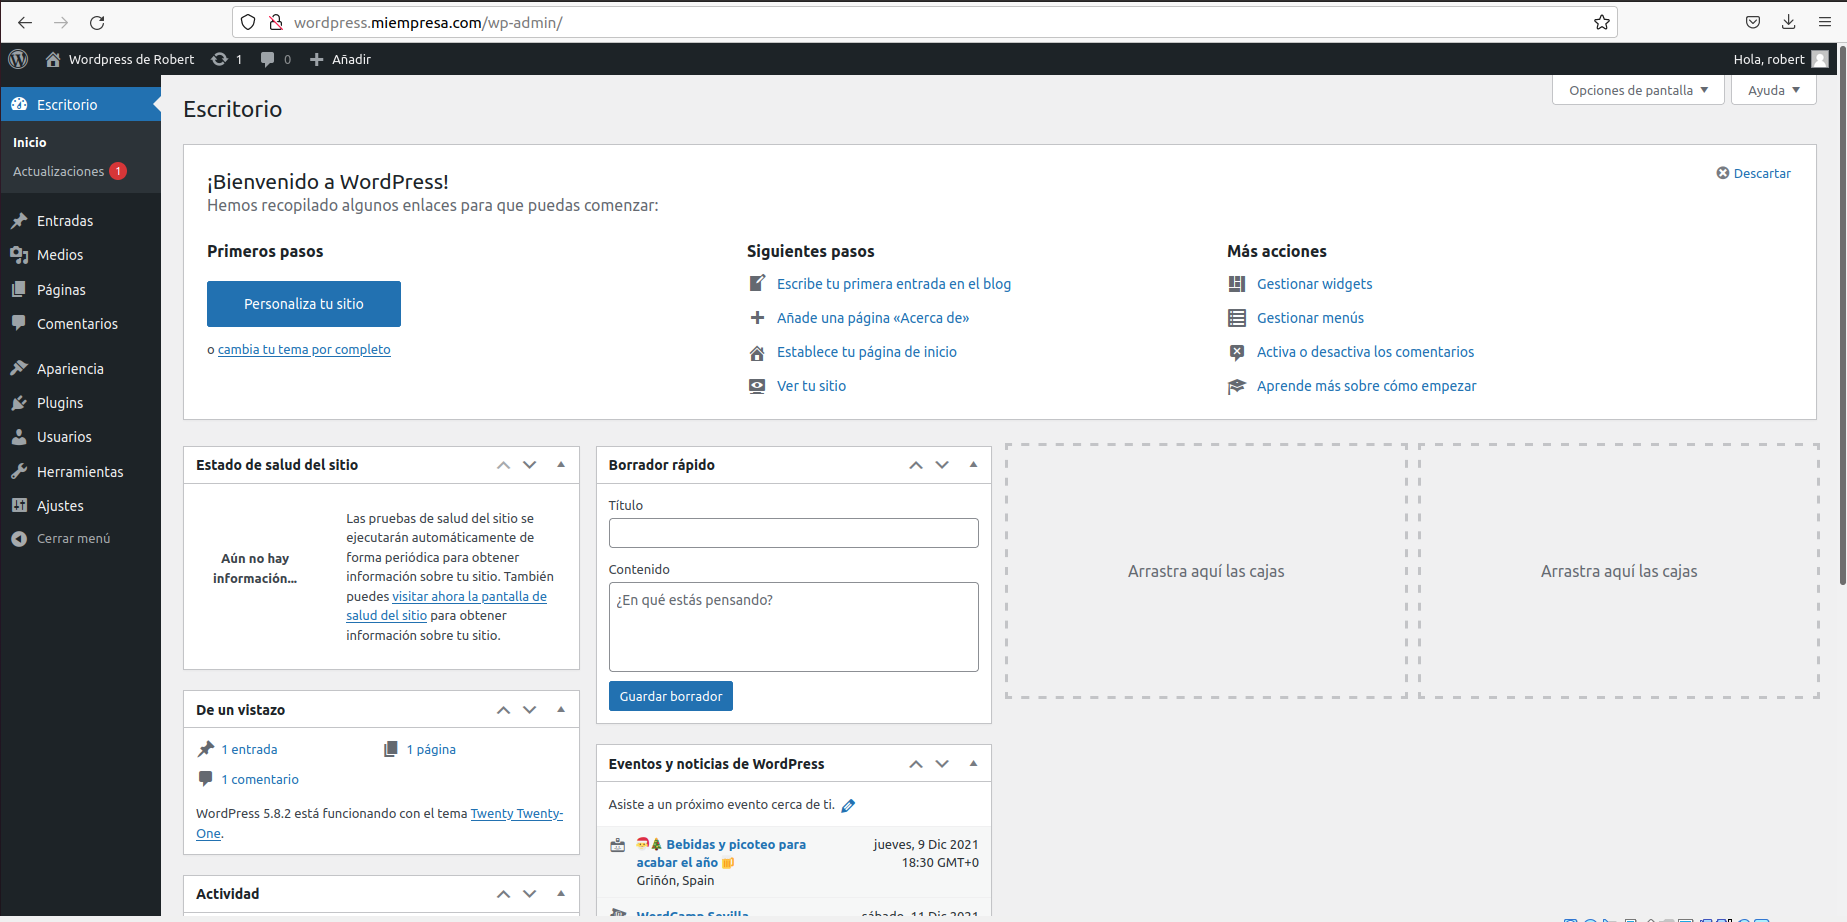 wordpress.miempresa.com/wp-admin/
Wordpress de Robert
1
0
Añadir
Hola, robert
Escritorio
Inicio
Actualizaciones 1
Entradas
Medios
Páginas
Comentarios
Apariencia
Plugins
Usuarios
Herramientas
Ajustes
Cerrar menú
Escritorio
Opciones de pantalla
Ayuda
¡Bienvenido a WordPress!
Hemos recopilado algunos enlaces para que puedas comenzar:
Descartar
Primeros pasos
Personaliza tu sitio
o cambia tu tema por completo
Siguientes pasos
Escribe tu primera entrada en el blog
Añade una página «Acerca de»
Establece tu página de inicio
Ver tu sitio
Más acciones
Gestionar widgets
Gestionar menús
Activa o desactiva los comentarios
Aprende más sobre cómo empezar
Estado de salud del sitio
Aún no hay
información...
Las pruebas de salud del sitio se
ejecutarán automáticamente de
forma periódica para obtener
información sobre tu sitio. También
puedes visitar ahora la pantalla de
salud del sitio para obtener
información sobre tu sitio.
De un vistazo
1 entrada
1 página
1 comentario
WordPress 5.8.2 está funcionando con el tema Twenty Twenty-
One.
Actividad
Borrador rápido
Título
Contenido
¿En qué estás pensando?
Guardar borrador
Eventos y noticias de WordPress
Asiste a un próximo evento cerca de ti.
🎅🎄 Bebidas y picoteo para
acabar el año 🍺
Griñón, Spain
jueves, 9 Dic 2021
18:30 GMT+0
WordCamp Sevilla
sábado, 11 Dic 2021
Arrastra aquí las cajas
Arrastra aquí las cajas